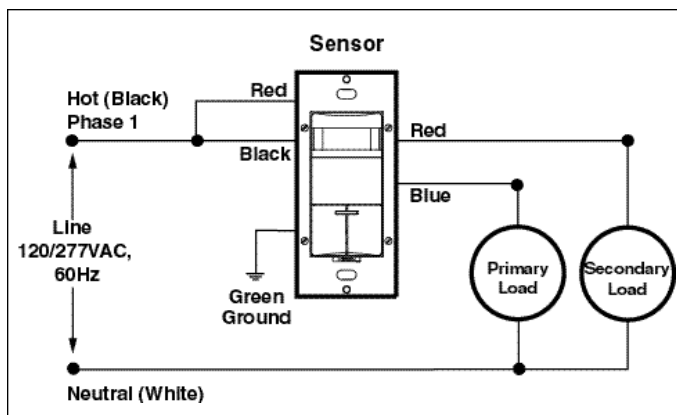 Sensor
Red
Hot (Black)
Phase 1
Black
Red
Blue
Line
120/277VAC,
60Hz
Green
Ground
Primary
Load
Secondary
Load
Neutral (White)